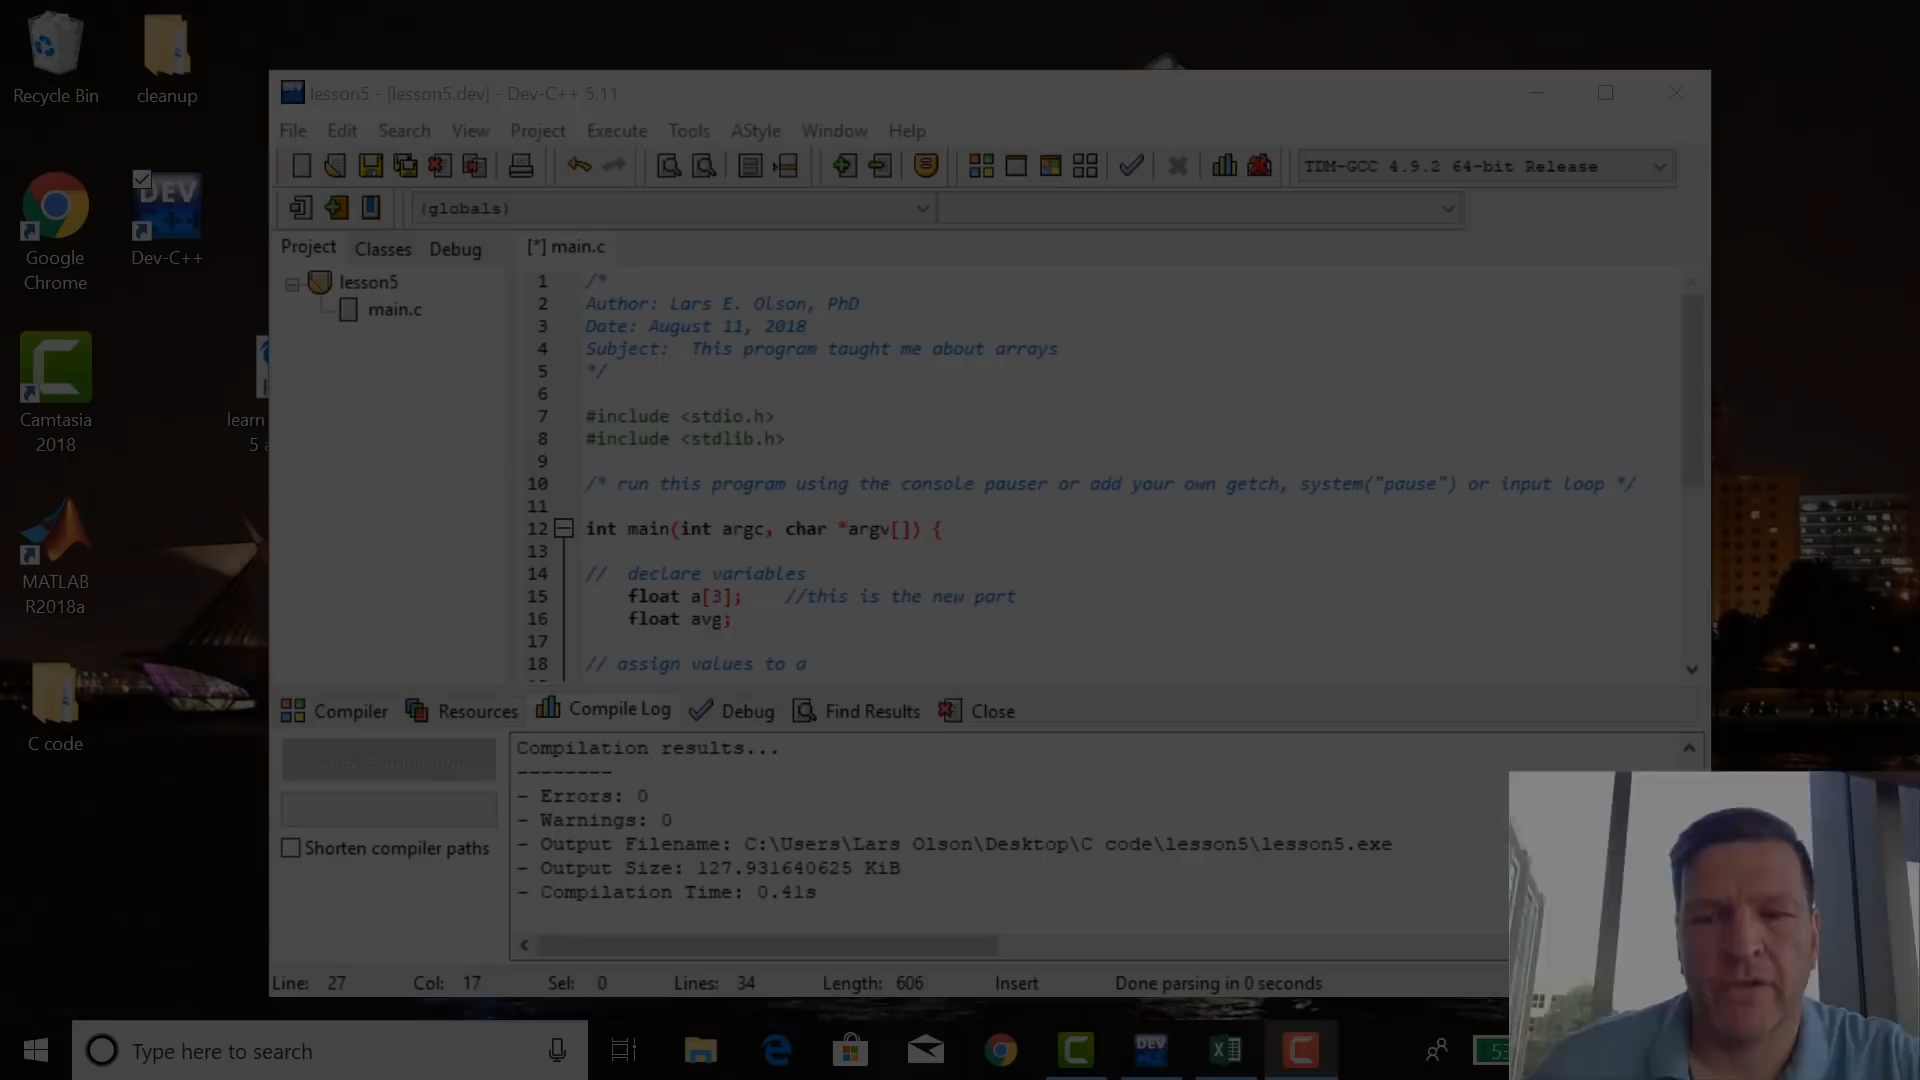 Recycle Bin
cleanup
Google
Chrome
DEV
Dev-C++
Camtasia
2018
learn
5 a
MATLAB
R2018a
C code
lesson5 - [lesson5.dev] - Dev-C++ 5.11
File Edit Search View Project Execute Tools AStyle Window Help
TDM-GCC 4.9.2 64-bit Release
(globals)
Project Classes Debug
lesson5
main.c
[*] main.c
1 /*
2 Author: Lars E. Olson, PhD
3 Date: August 11, 2018
4 Subject: This program taught me about arrays
5 */
6
7 #include <stdio.h>
8 #include <stdlib.h>
9
10 /* run this program using the console pauser or add your own getch, system("pause") or input loop */
11
12 int main(int argc, char *argv[]) {
13
14 // declare variables
15 float a[3]; //this is the new part
16 float avg;
17
18 // assign values to a
Compiler Resources Compile Log Debug Find Results Close
Shorten compiler paths
Compilation results...
--------
- Errors: 0
- Warnings: 0
- Output Filename: C:\Users\Lars Olson\Desktop\C code\lesson5\lesson5.exe
- Output Size: 127.931640625 KiB
- Compilation Time: 0.41s
Line: 27 Col: 17 Sel: 0 Lines: 34 Length: 606 Insert Done parsing in 0 seconds
Type here to search
DEV
53